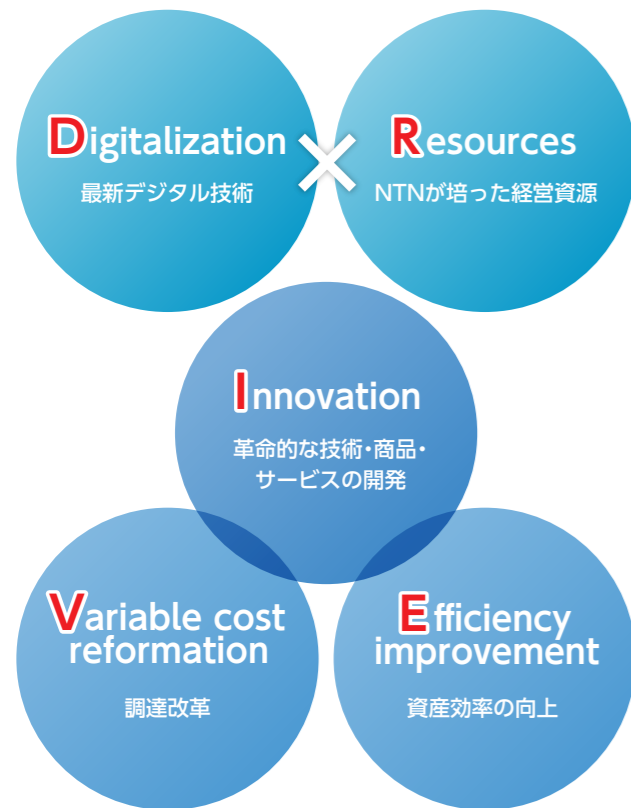 Digitalization
最新デジタル技術
×
Resources
NTNが培った経営資源
Innovation
革命的な技術・商品・
サービスの開発
Variable cost
reformation
調達改革
Efficiency
improvement
資産効率の向上